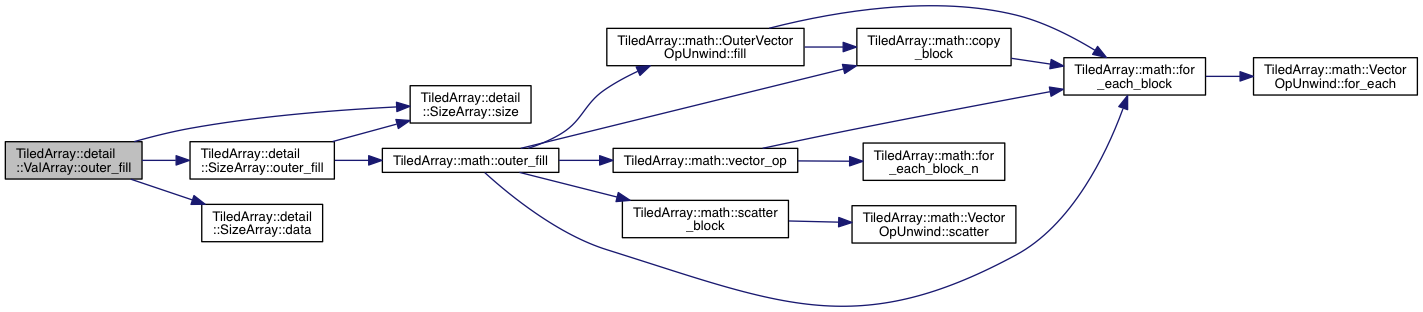 TiledArray::detail
::ValArray::outer_fill
TiledArray::detail
::SizeArray::size
TiledArray::detail
::SizeArray::outer_fill
TiledArray::detail
::SizeArray::data
TiledArray::math::outer_fill
TiledArray::math::OuterVector
OpUnwind::fill
TiledArray::math::copy
_block
TiledArray::math::for
_each_block
TiledArray::math::Vector
OpUnwind::for_each
TiledArray::math::vector_op
TiledArray::math::for
_each_block_n
TiledArray::math::scatter
_block
TiledArray::math::Vector
OpUnwind::scatter